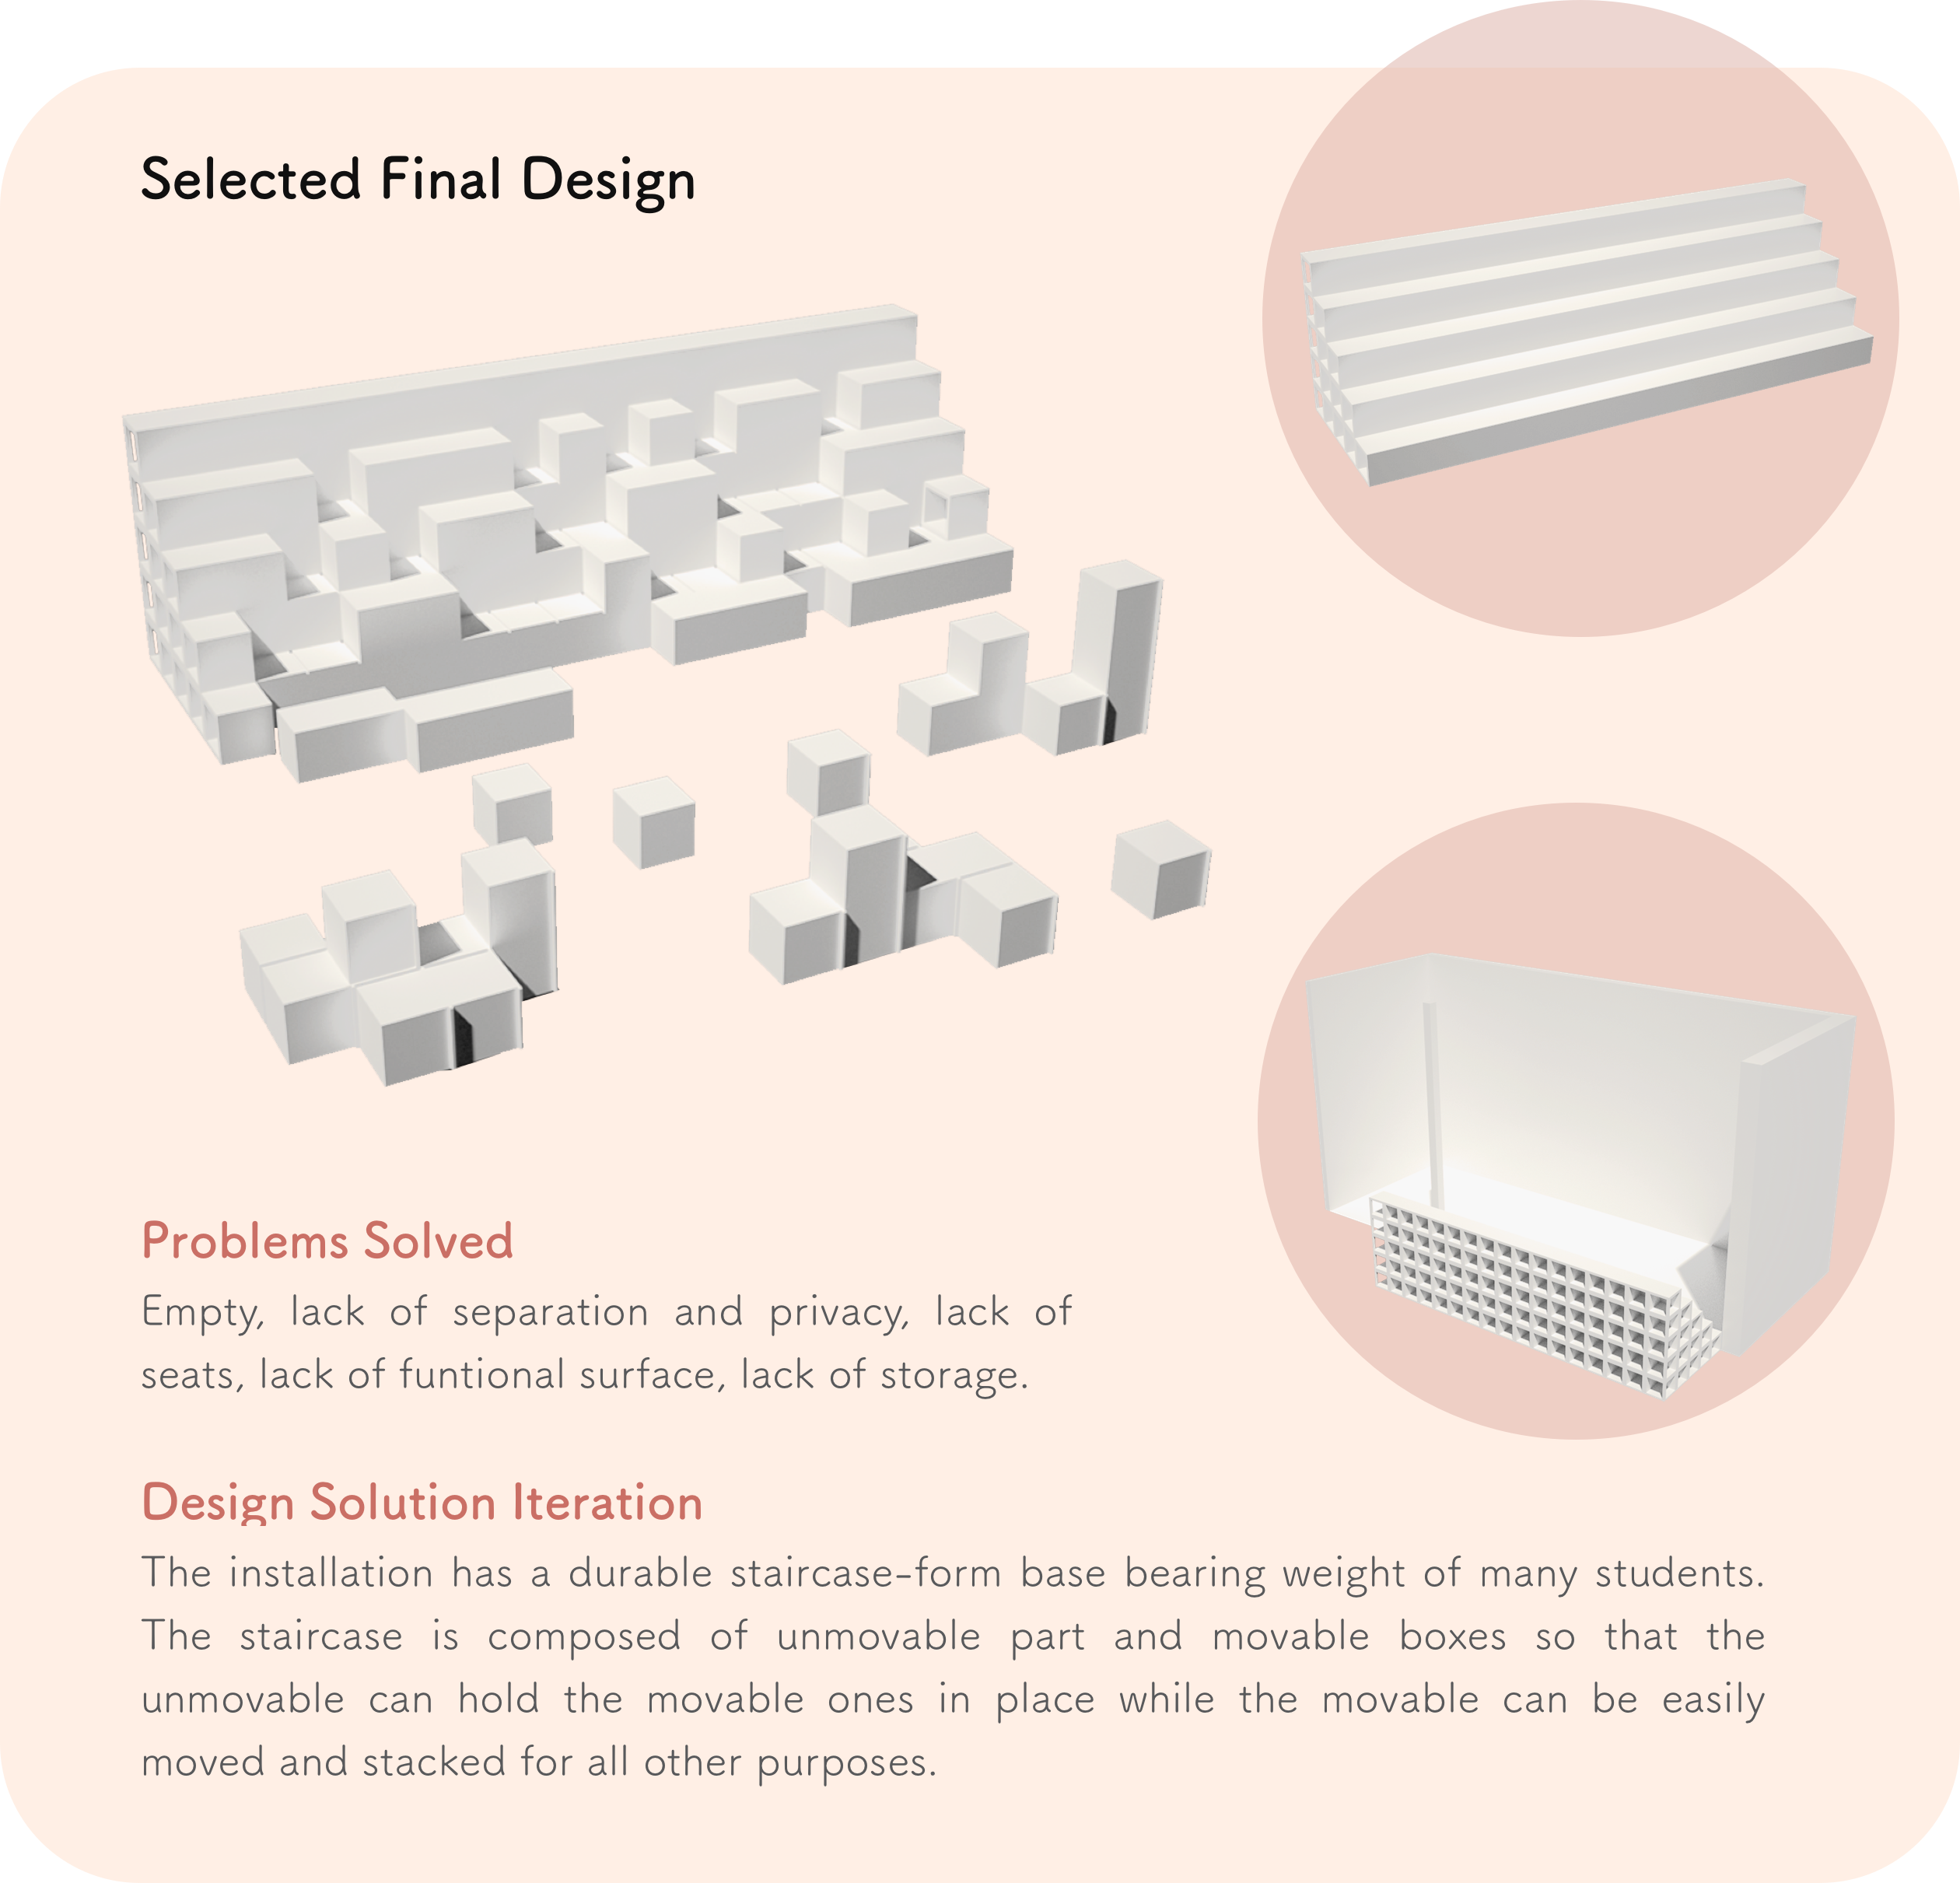 Selected Final Design
Problems Solved
Empty, lack of separation and privacy, lack of
seats, lack of funtional surface, lack of storage.
Design Solution Iteration
The installation has a durable staircase-form base bearing weight of many students.
The staircase is composed of unmovable part and movable boxes so that the
unmovable can hold the movable ones in place while the movable can be easily
moved and stacked for all other purposes.